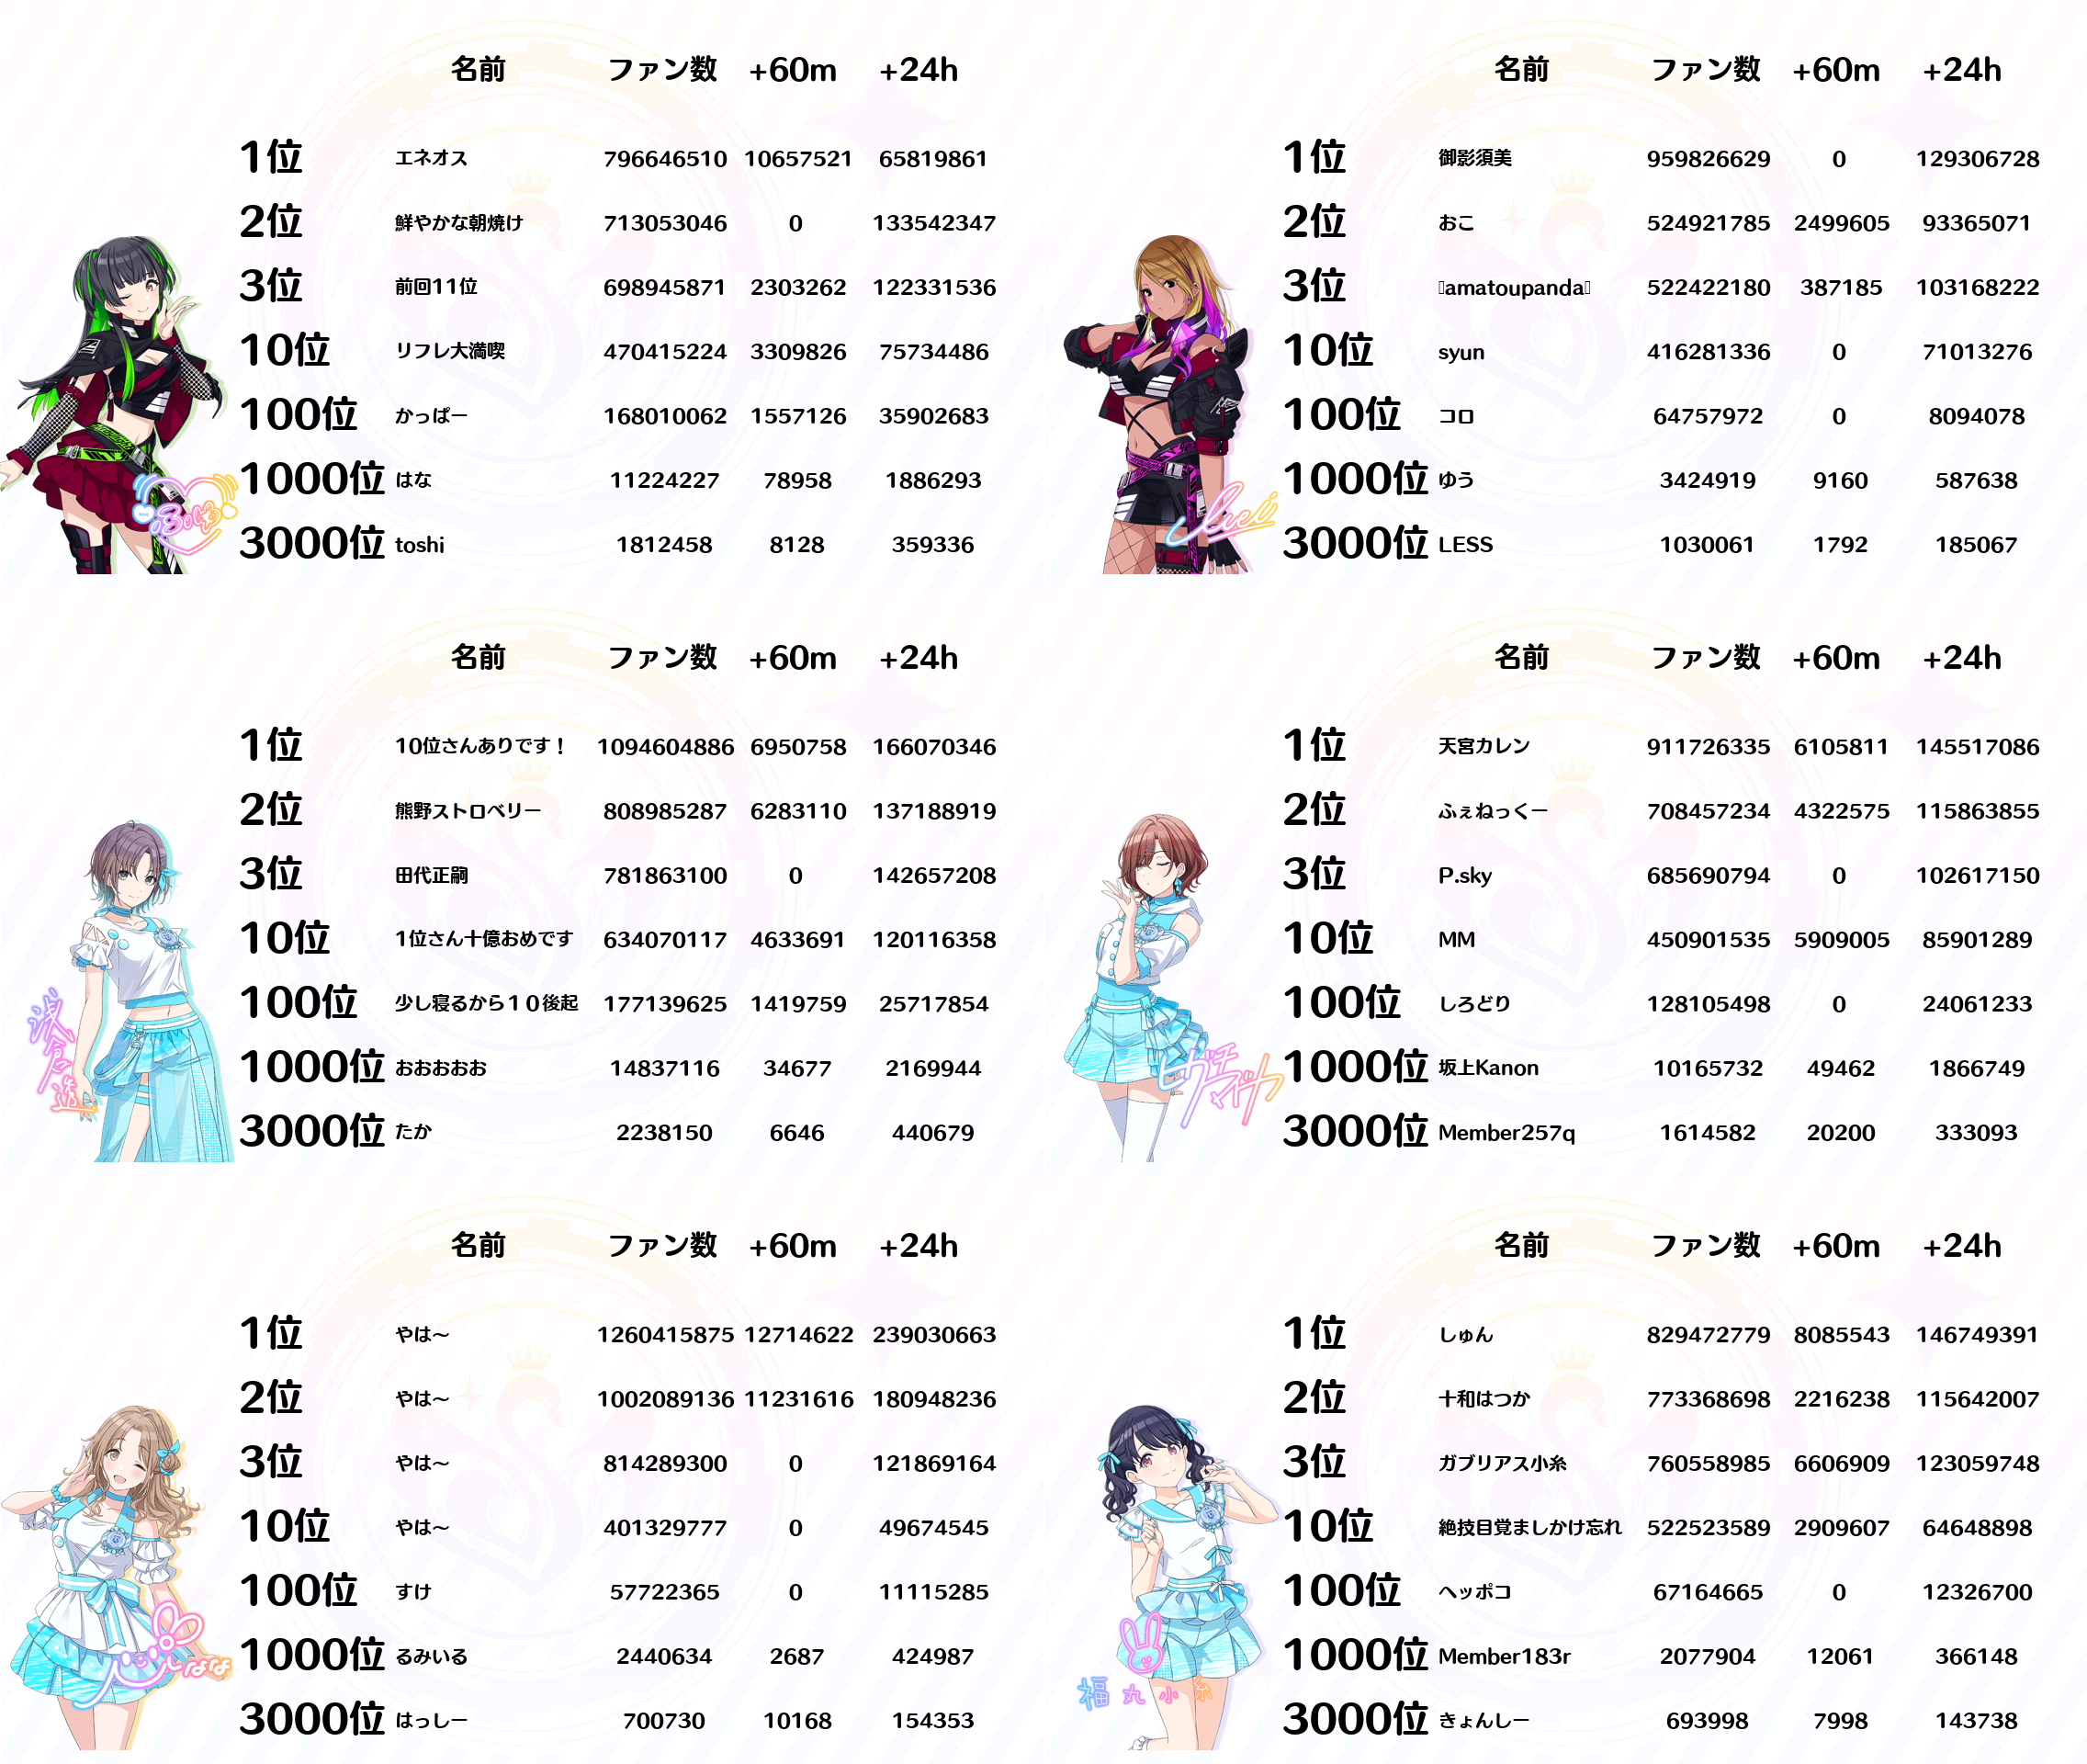 名前 ファン数 +60m +24h
1位 エネオス 796646510 10657521 65819861
2位 鮮やかな朝焼け 713053046 0 133542347
3位 前回11位 698945871 2303262 122331536
10位 リフレ大満喫 470415224 3309826 75734486
100位 かっぱー 168010062 1557126 35902683
1000位 はな 11224227 78958 1886293
3000位 toshi 1812458 8128 359336
名前 ファン数 +60m +24h
1位 御影須美 959826629 0 129306728
2位 おこ 524921785 2499605 93365071
3位 amatoupanda 522422180 387185 103168222
10位 syun 416281336 0 71013276
100位 コロ 64757972 0 8094078
1000位 ゆう 3424919 9160 587638
3000位 LESS 1030061 1792 185067
名前 ファン数 +60m +24h
1位 10位さんありです！ 1094604886 6950758 166070346
2位 熊野ストロベリー 808985287 6283110 137188919
3位 田代正嗣 781863100 0 142657208
10位 1位さん十億おめです 634070117 4633691 120116358
100位 少し寝るから１０後起 177139625 1419759 25717854
1000位 おおおおお 14837116 34677 2169944
3000位 たか 2238150 6646 440679
浅倉透
名前 ファン数 +60m +24h
1位 天宮カレン 911726335 6105811 145517086
2位 ふぇねっくー 708457234 4322575 115863855
3位 P.sky 685690794 0 102617150
10位 MM 450901535 5909005 85901289
100位 しろどり 128105498 0 24061233
1000位 坂上Kanon 10165732 49462 1866749
3000位 Member257q 1614582 20200 333093
ヒグチマドカ
名前 ファン数 +60m +24h
1位 やは～ 1260415875 12714622 239030663
2位 やは～ 1002089136 11231616 180948236
3位 やは～ 814289300 0 121869164
10位 やは～ 401329777 0 49674545
100位 すけ 57722365 0 11115285
1000位 るみいる 2440634 2687 424987
3000位 はっしー 700730 10168 154353
名前 ファン数 +60m +24h
1位 しゅん 829472779 8085543 146749391
2位 十和はつか 773368698 2216238 115642007
3位 ガブリアス小糸 760558985 6606909 123059748
10位 絶技目覚ましかけ忘れ 522523589 2909607 64648898
100位 ヘッポコ 67164665 0 12326700
1000位 Member183r 2077904 12061 366148
3000位 きょんしー 693998 7998 143738
福丸小糸